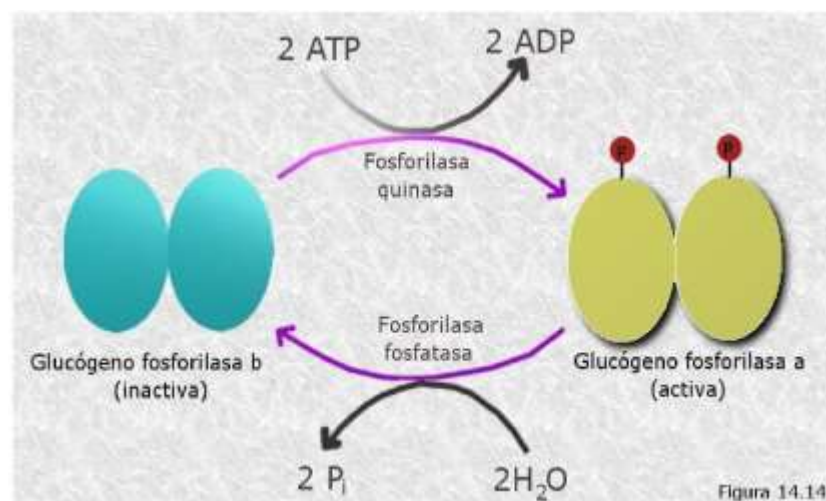 2 ATP
2 ADP
P
P
Fosforilasa
quinasa
Fosforilasa
fosfatasa
Glucógeno fosforilasa b
(inactiva)
Glucógeno fosforilasa a
(activa)
2 Pi
2H₂O
Figura 14.14